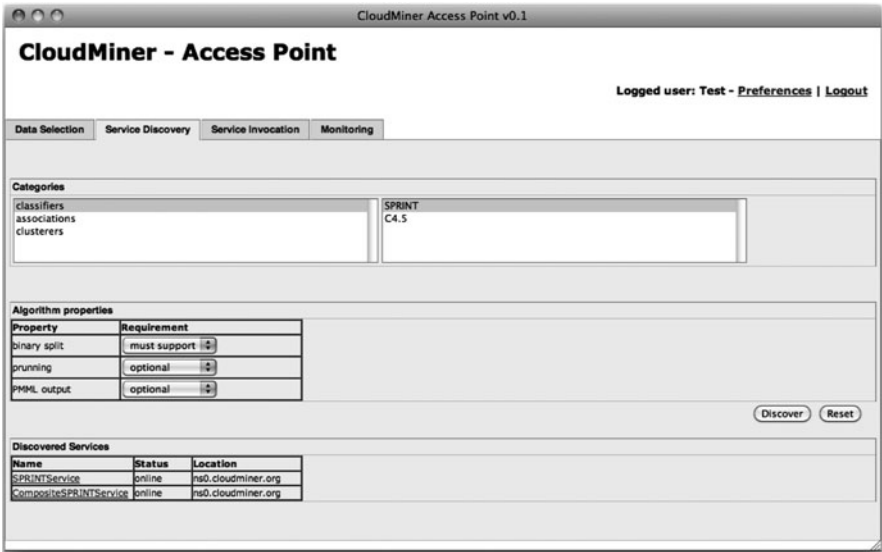 CloudMiner Access Point v0.1
CloudMiner - Access Point
Logged user: Test - Preferences | Logout
Data Selection Service Discovery Service Invocation Monitoring
Categories
classifiers SPRINT
associations C4.5
clusterers
Algorithm properties
Property Requirement
binary split must support
prunning optional
PMML output optional
Discover Reset
Discovered Services
Name Status Location
SPRINTService online ns0.cloudminer.org
CompositeSPRINTService online ns0.cloudminer.org